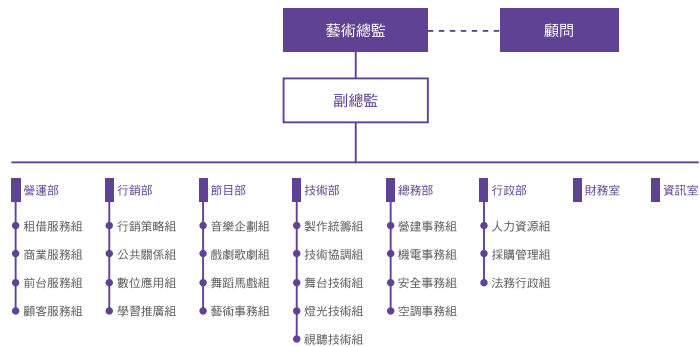 藝術總監
顧問
副總監
營運部
租借服務組
商業服務組
前台服務組
顧客服務組
行銷部
行銷策略組
公共關係組
數位應用組
學習推廣組
節目部
音樂企劃組
戲劇歌劇組
舞蹈馬戲組
藝術事務組
技術部
製作統籌組
技術協調組
舞台技術組
燈光技術組
視聽技術組
總務部
營建事務組
機電事務組
安全事務組
空調事務組
行政部
人力資源組
採購管理組
法務行政組
財務室
資訊室